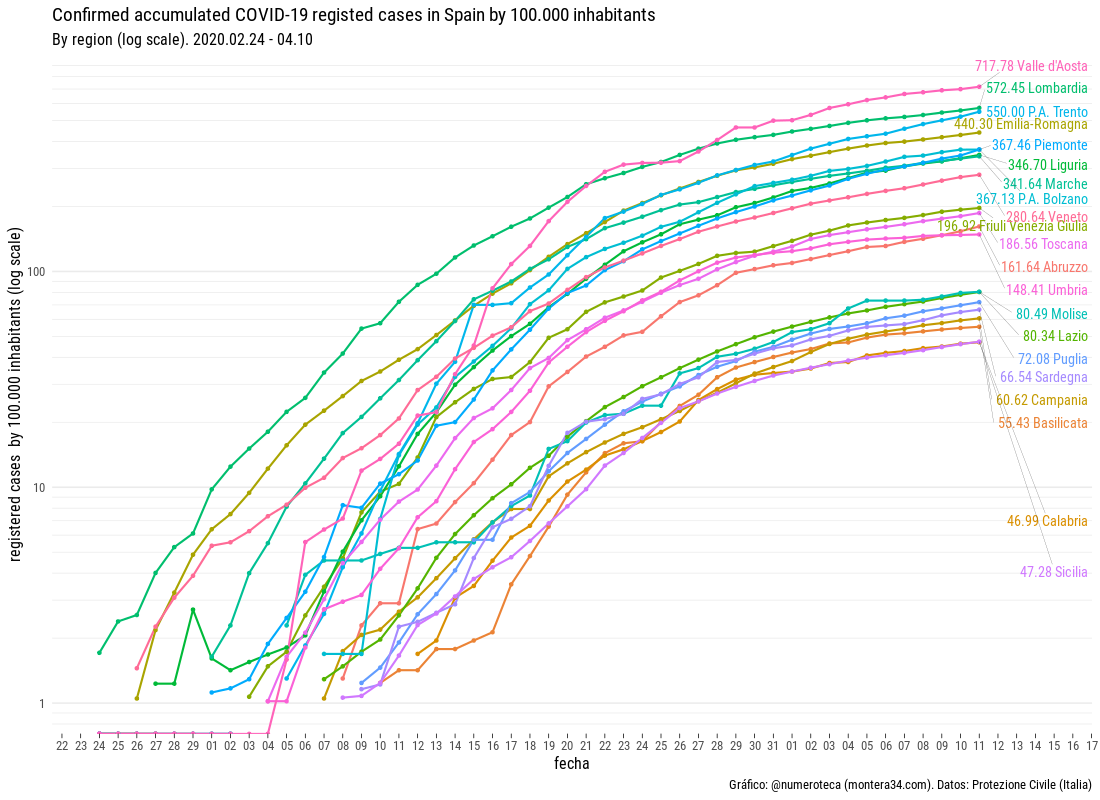 Confirmed accumulated COVID-19 registed cases in Spain by 100.000 inhabitants
By region (log scale). 2020.02.24 - 04.10
717.78 Valle d'Aosta
572.45 Lombardia
550.00 P.A. Trento
440.30 Emilia-Romagna
367.46 Piemonte
346.70 Liguria
341.64 Marche
367.13 P.A. Bolzano
280.64 Veneto
196.92 Friuli Venezia Giulia
186.56 Toscana
161.64 Abruzzo
148.41 Umbria
80.49 Molise
80.34 Lazio
72.08 Puglia
66.54 Sardegna
60.62 Campania
55.43 Basilicata
46.99 Calabria
47.28 Sicilia
registered cases by 100.000 inhabitants (log scale)
100
10
1
22 23 24 25 26 27 28 29 01 02 03 04 05 06 07 08 09 10 11 12 13 14 15 16 17 18 19 20 21 22 23 24 25 26 27 28 29 30 31 01 02 03 04 05 06 07 08 09 10 11 12 13 14 15 16 17
fecha
Gráfico: @numeroteca (montera34.com). Datos: Protezione Civile (Italia)